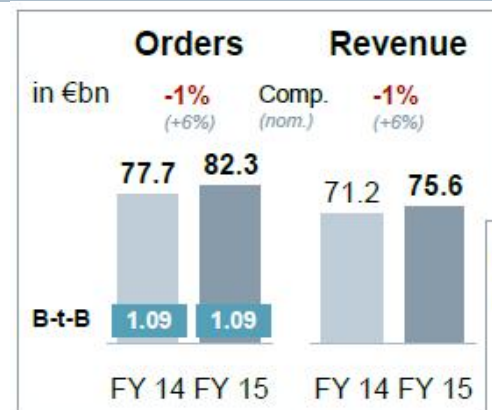 Orders Revenue
in €bn -1% Comp. -1%
(+6%) (nom.) (+6%)
77.7 82.3 71.2 75.6
B-t-B 1.09 1.09
FY 14 FY 15 FY 14 FY 15